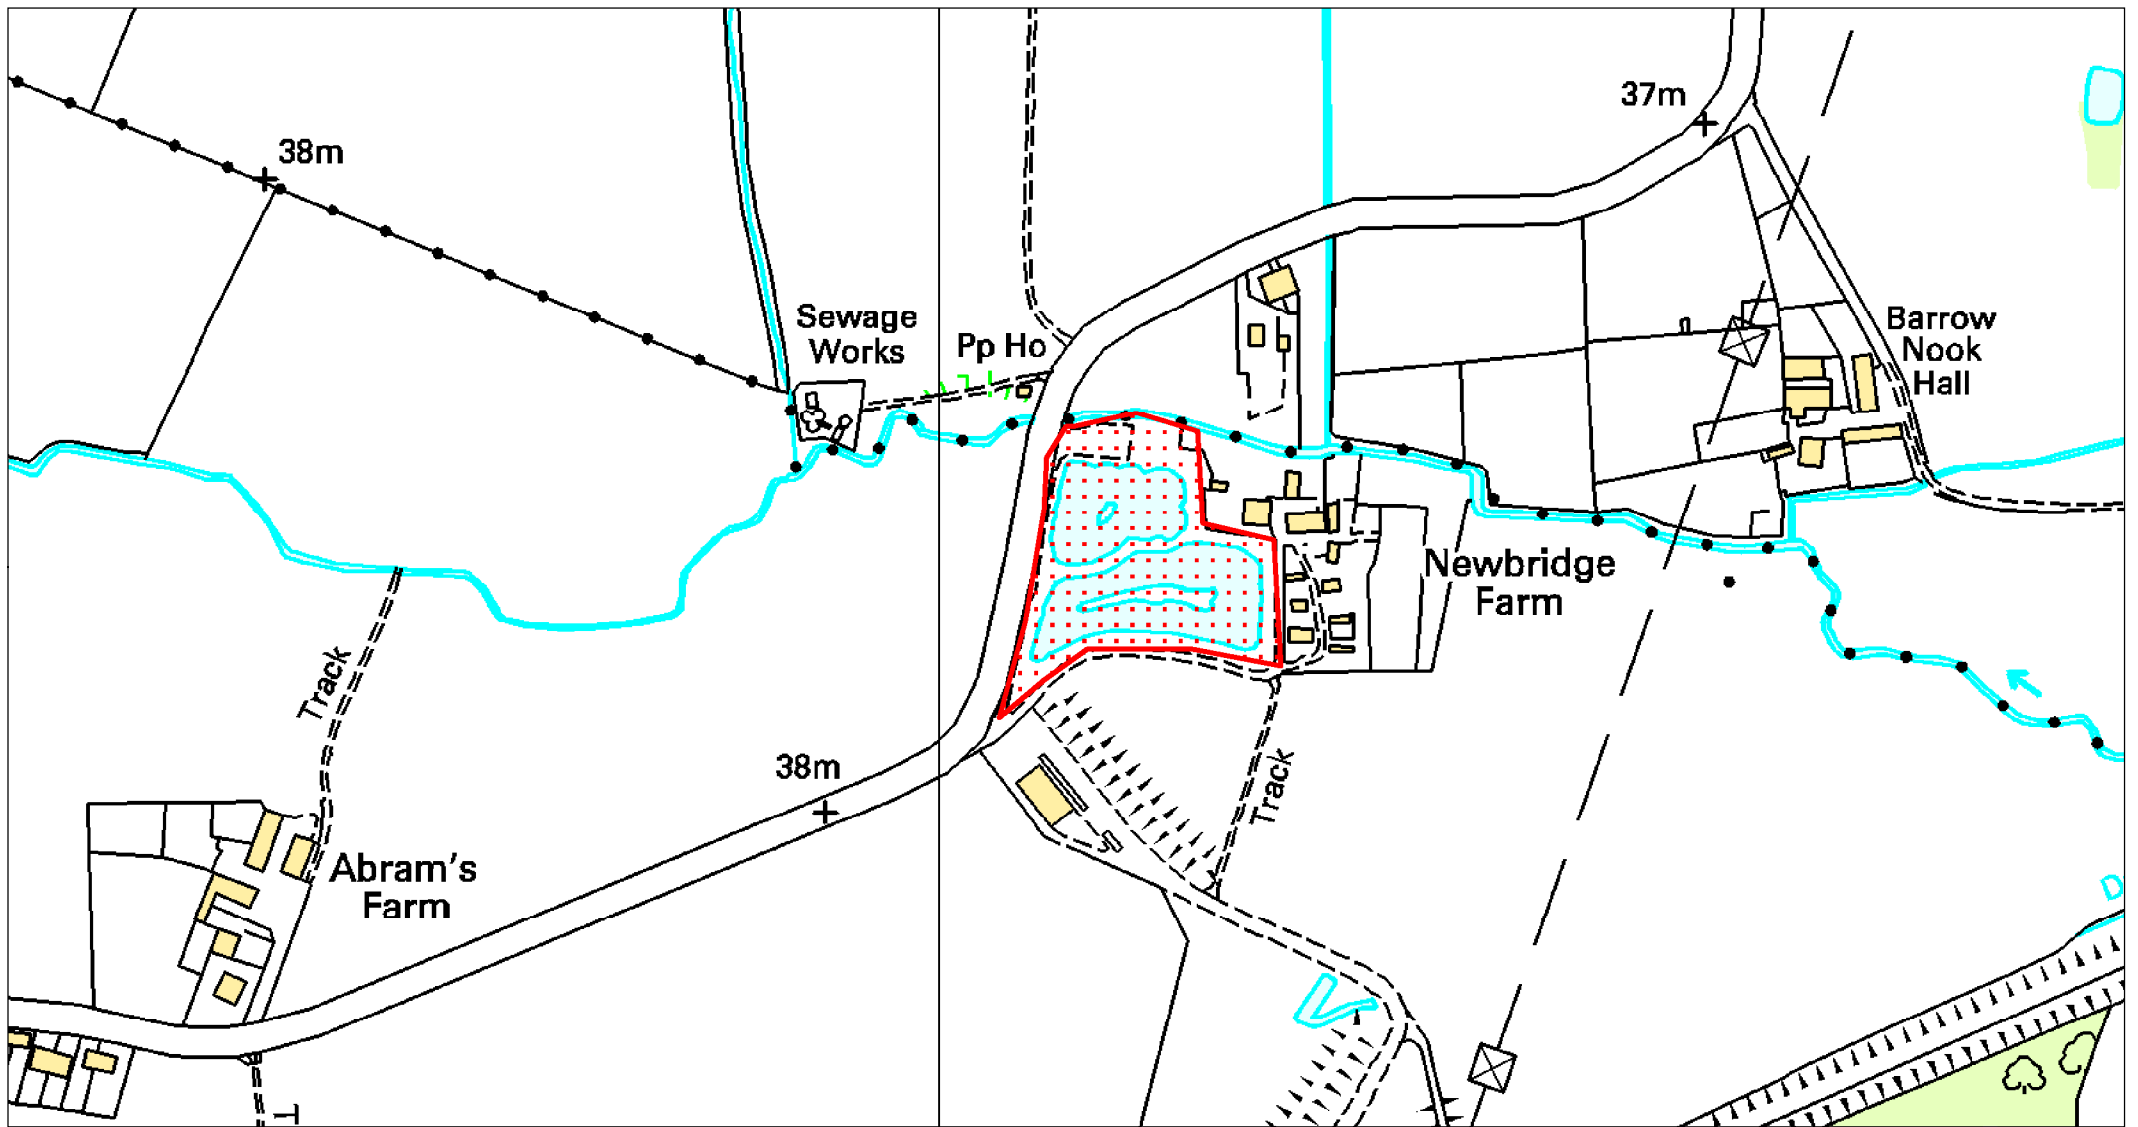 37m
38m
Sewage
Works
Pp Ho
Barrow
Nook
Hall
Newbridge
Farm
Track
38m
Track
Abram's
Farm
D
T